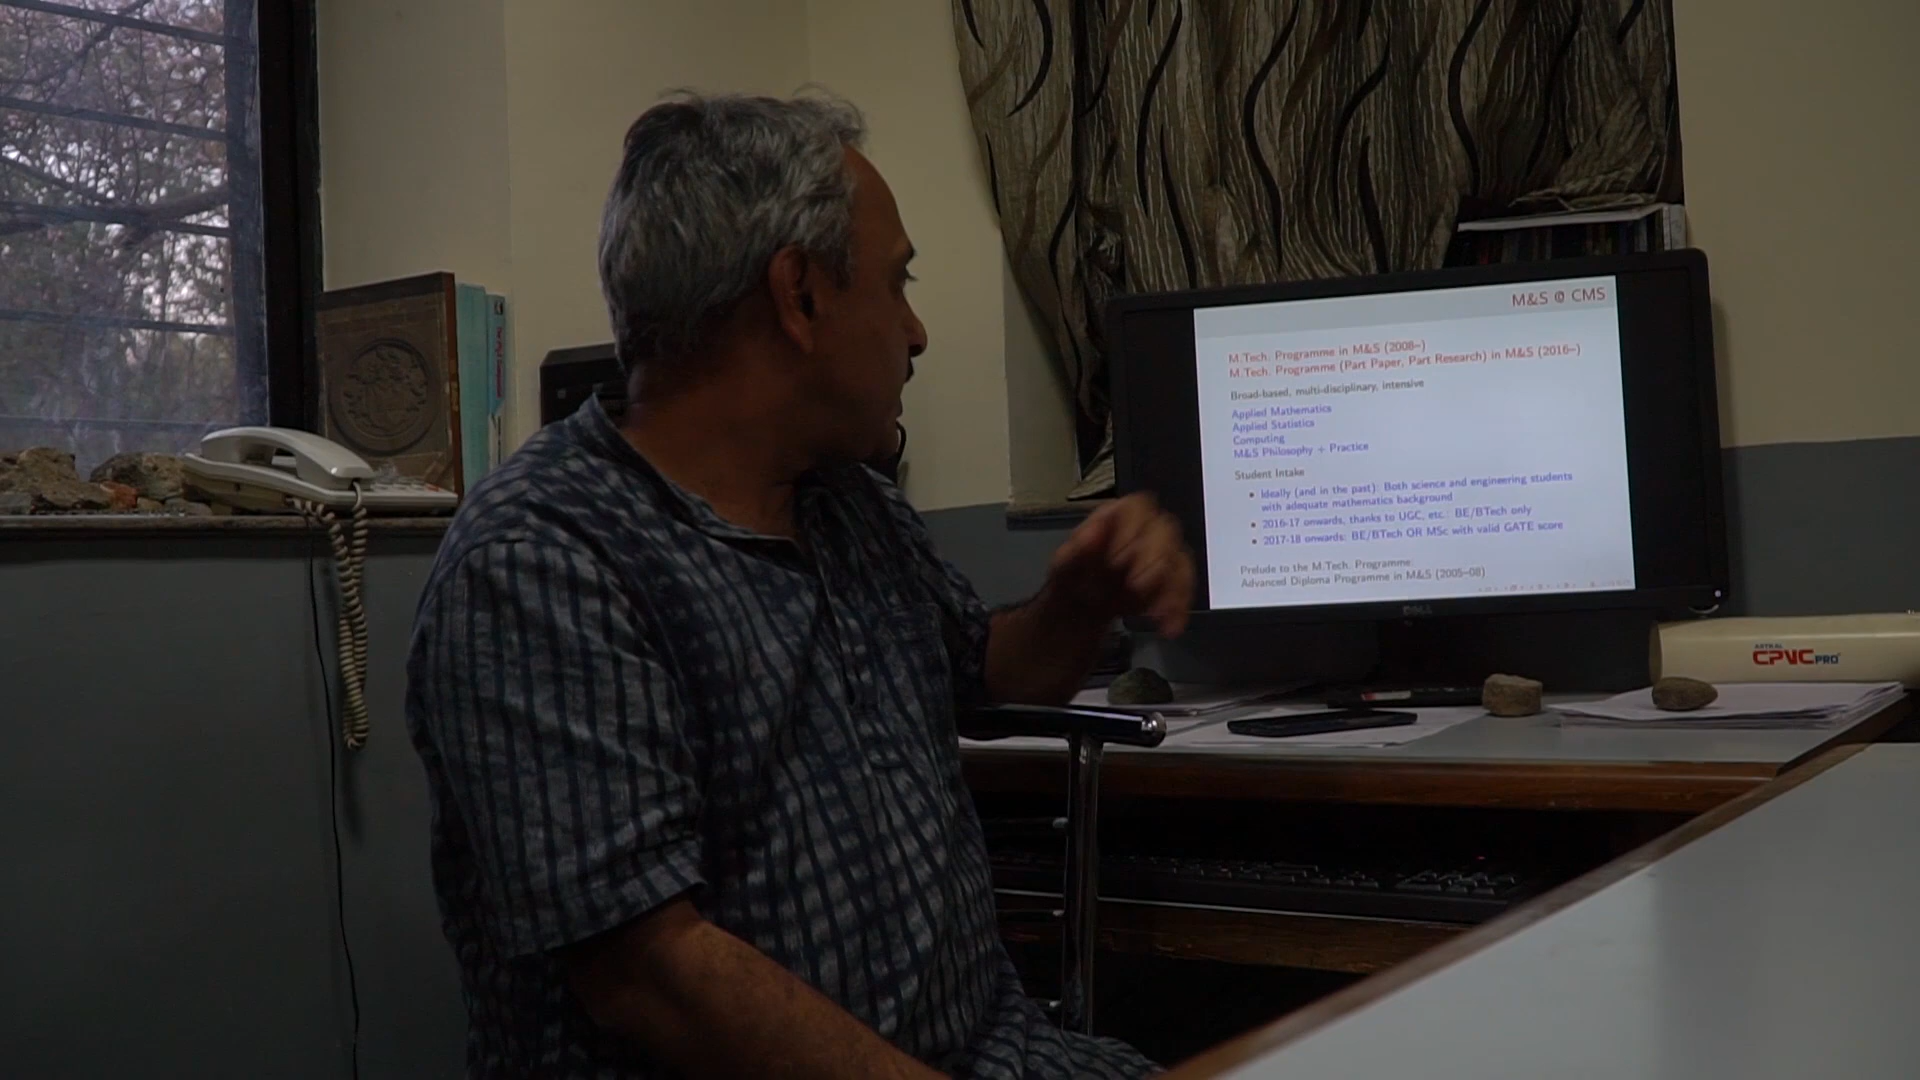 M&S @ CMS
M.Tech. Programme in M&S (2008–)
M.Tech. Programme (Part Paper, Part Research) in M&S (2016–)
Broad-based, multi-disciplinary, intensive
Applied Mathematics
Applied Statistics
Computing
M&S Philosophy + Practice
Student Intake
Ideally (and in the past): Both science and engineering students
with adequate mathematics background
2016-17 onwards, thanks to UGC, etc.: BE/BTech only
2017-18 onwards: BE/BTech OR MSc with valid GATE score
Prelude to the M.Tech. Programme:
Advanced Diploma Programme in M&S (2005–08)
DELL
ASTRAL
CPVC PRO